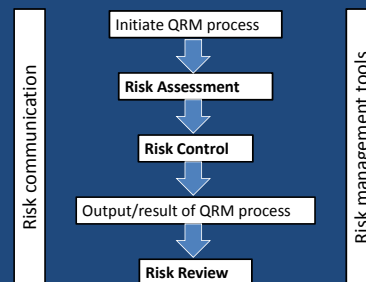 Initiate QRM process
Risk Assessment
Risk Control
Output/result of QRM process
Risk Review
Risk communication
Risk management tools